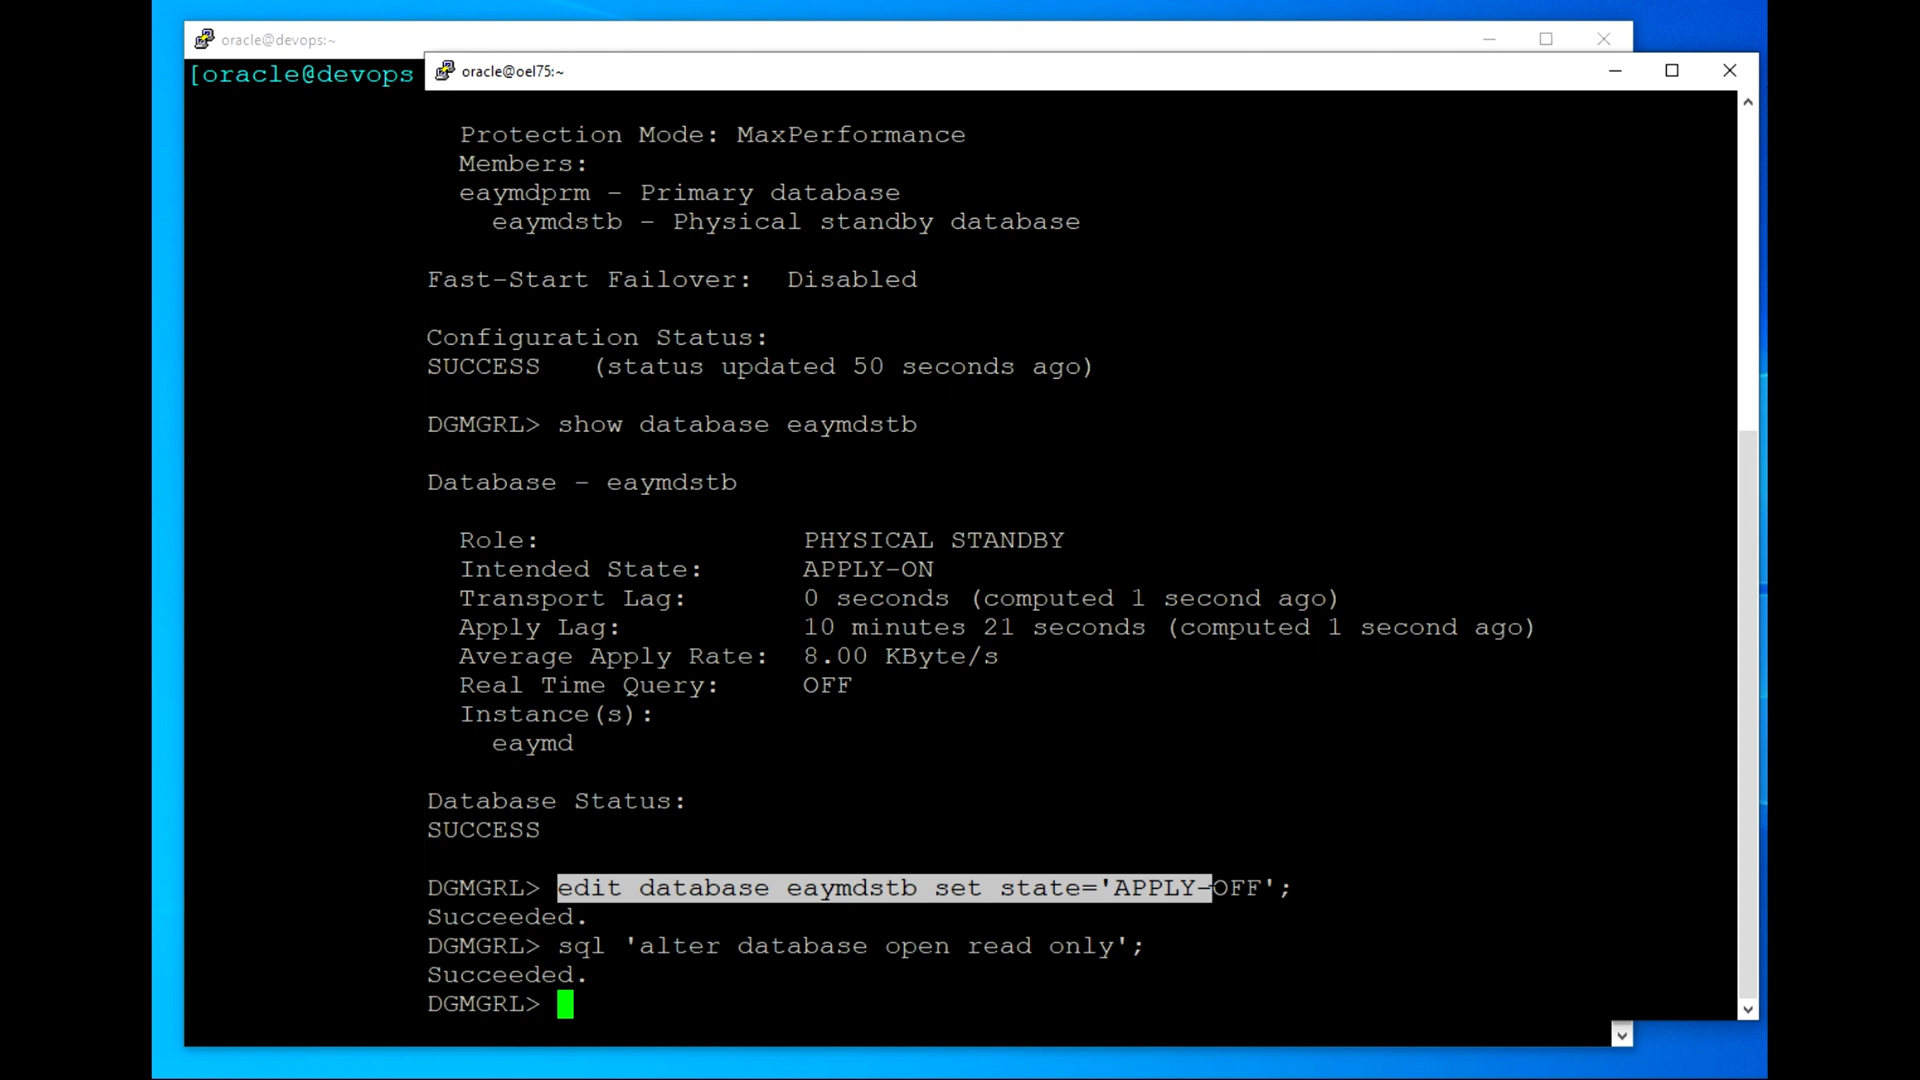 oracle@devops:~
[oracle@devops
oracle@oel75:~
Protection Mode: MaxPerformance
Members:
eaymdprm - Primary database
eaymdstb - Physical standby database
Fast-Start Failover:  Disabled
Configuration Status:
SUCCESS   (status updated 50 seconds ago)
DGMGRL> show database eaymdstb
Database - eaymdstb
Role:                PHYSICAL STANDBY
Intended State:      APPLY-ON
Transport Lag:       0 seconds (computed 1 second ago)
Apply Lag:           10 minutes 21 seconds (computed 1 second ago)
Average Apply Rate:  8.00 KByte/s
Real Time Query:     OFF
Instance(s):
eaymd
Database Status:
SUCCESS
DGMGRL> edit database eaymdstb set state='APPLY-OFF';
Succeeded.
DGMGRL> sql 'alter database open read only';
Succeeded.
DGMGRL>